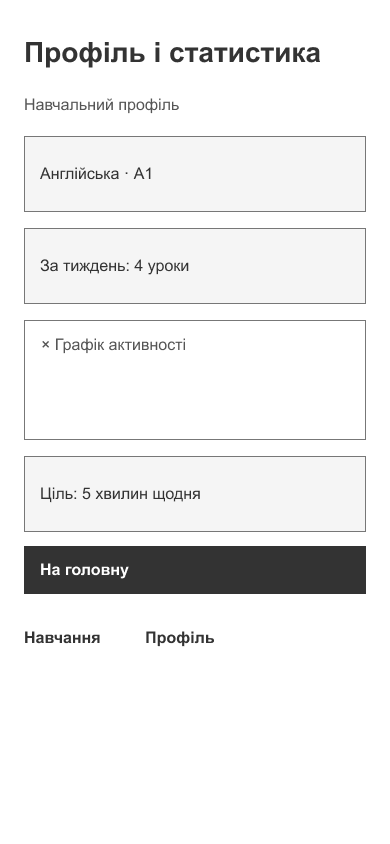 Профіль і статистика
Навчальний профіль
Англійська · A1
За тиждень: 4 уроки
× Графік активності
Ціль: 5 хвилин щодня
На головну
Навчання Профіль